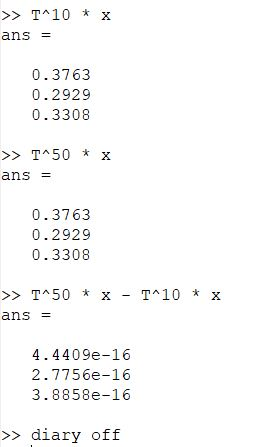 >> T^10 * x
ans =
0.3763
0.2929
0.3308
>> T^50 * x
ans =
0.3763
0.2929
0.3308
>> T^50 * x - T^10 * x
ans =
4.4409e-16
2.7756e-16
3.8858e-16
>> diary off